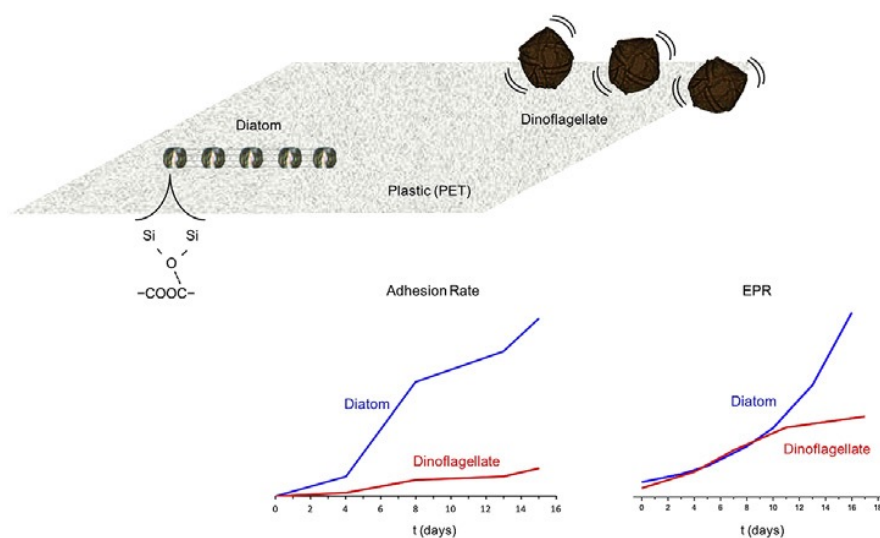 Diatom
Dinoflagellate
Plastic (PET)
Si Si
O
–COOC–
Adhesion Rate
Diatom
Dinoflagellate
0 2 4 6 8 10 12 14 16
t (days)
EPR
Diatom
Dinoflagellate
0 2 4 6 8 10 12 14 16 18
t (days)